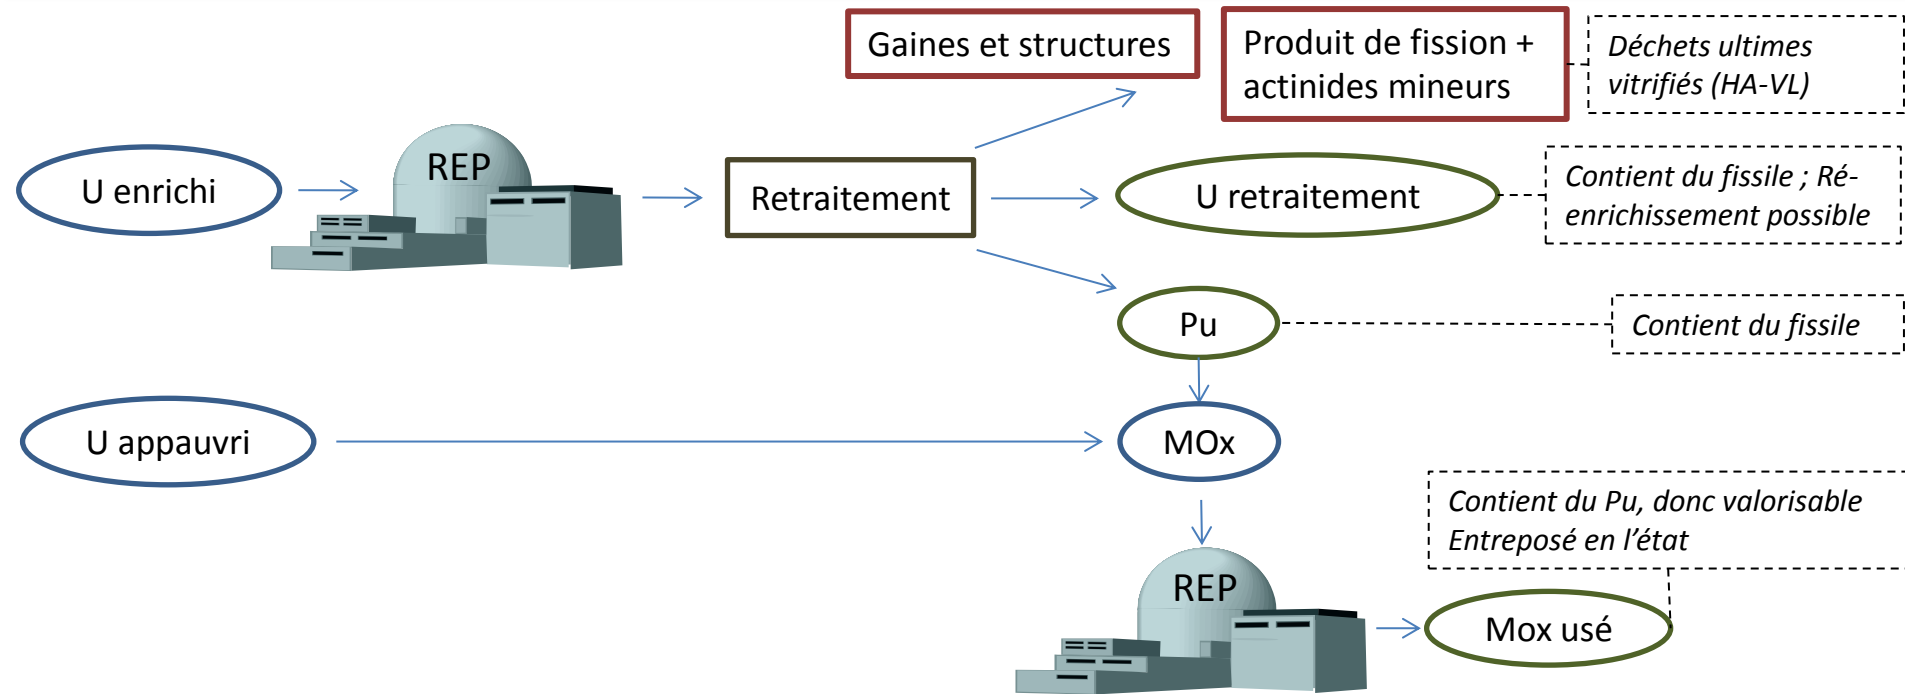 Gaines et structures
Produit de fission +
actinides mineurs
Déchets ultimes
vitrifiés (HA-VL)
U enrichi
REP
Retraitement
U retraitement
Contient du fissile ; Ré-
enrichissement possible
Pu
Contient du fissile
U appauvri
MOx
Contient du Pu, donc valorisable
Entreposé en l’état
REP
Mox usé